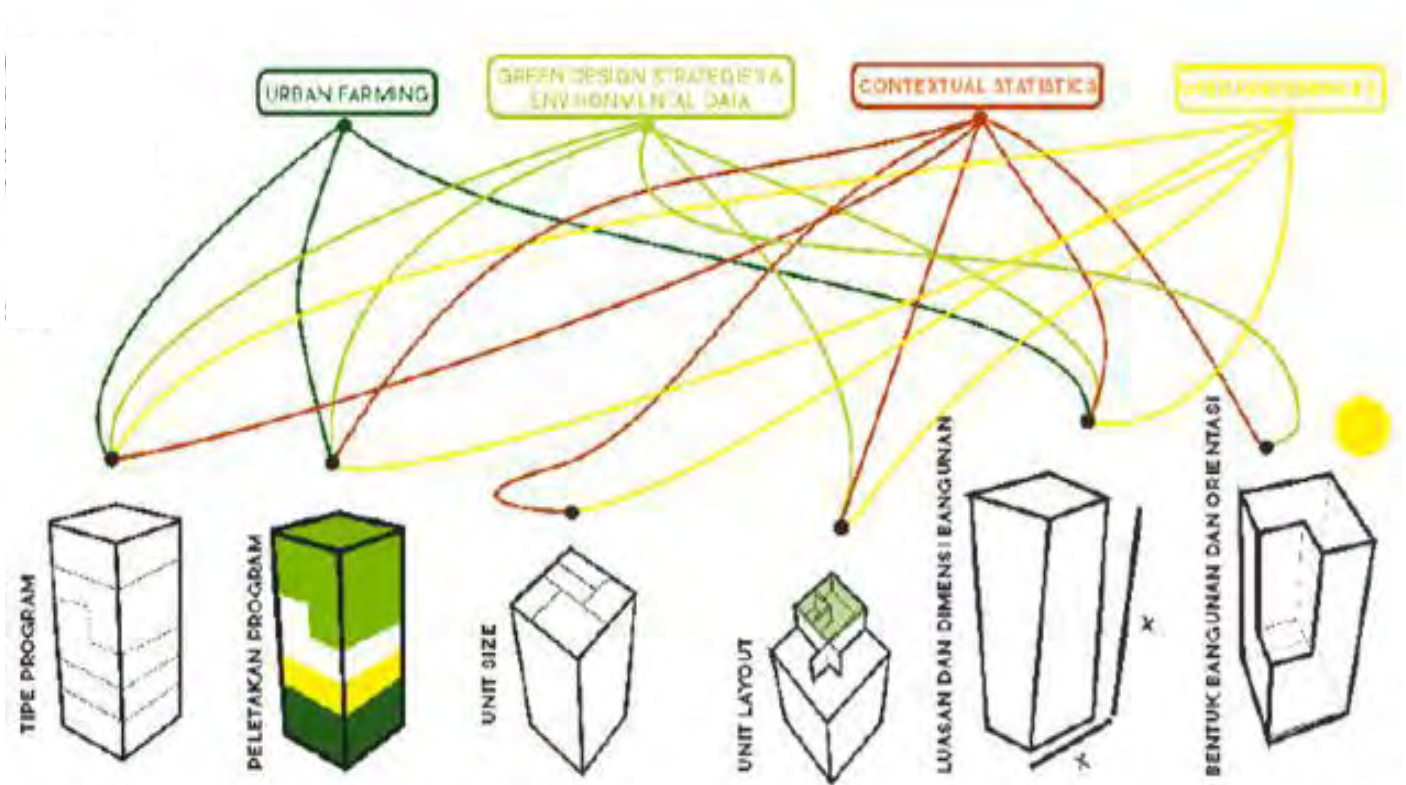 URBAN FARMING
GREEN DESIGN STRATEGIES &
ENVIRONMENTAL DATA
CONTEXTUAL STATISTICS
TIPE PROGRAM
PELETAKAN PROGRAM
UNIT SIZE
UNIT LAYOUT
LUASAN DAN DIMENSI BANGUNAN
X
X
BENTUK BANGUNAN DAN ORIENTASI